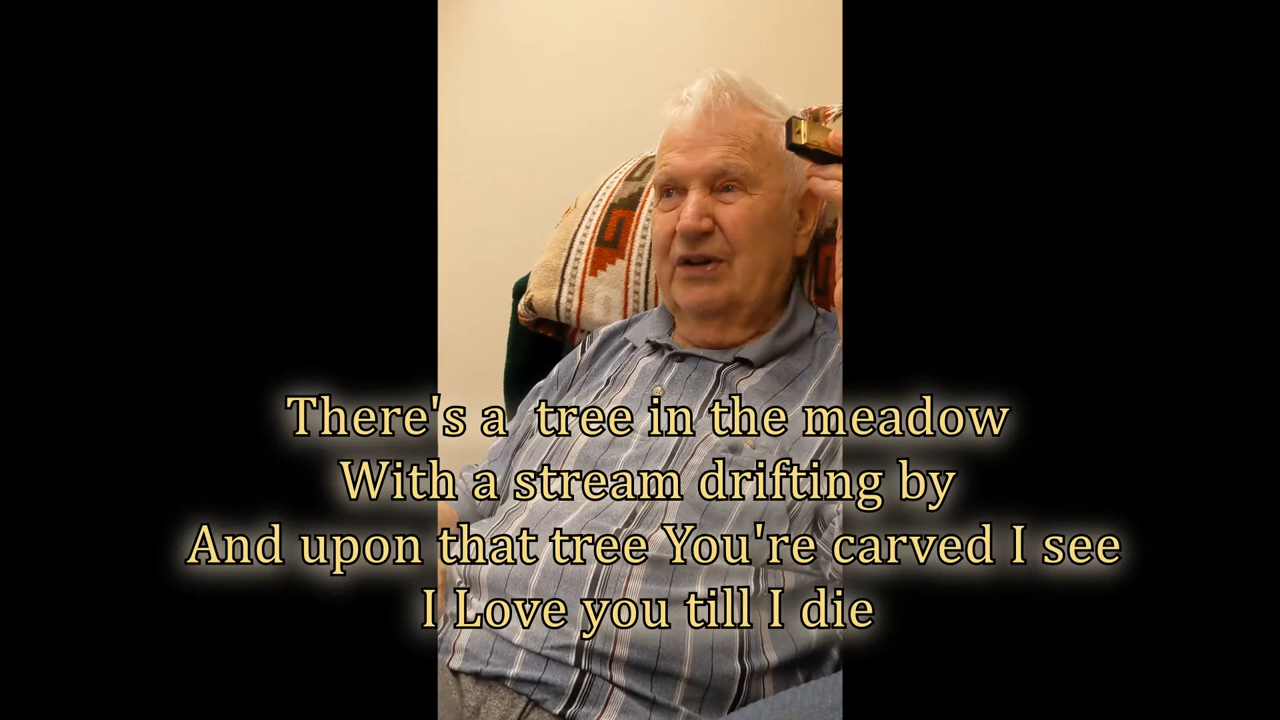 There's a  tree in the meadow
With a stream drifting by
And upon that tree You're carved I see
I Love you till I die